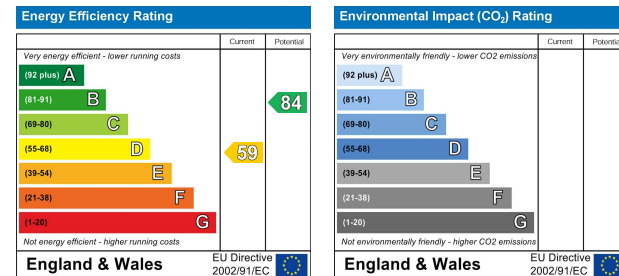 Energy Efficiency Rating
Current Potential
Very energy efficient - lower running costs
(92 plus) A
(81-91) B
84
(69-80) C
(55-68) D
59
(39-54) E
(21-38) F
(1-20) G
Not energy efficient - higher running costs
England & Wales
EU Directive
2002/91/EC
Environmental Impact (CO₂) Rating
Current Potentia
Very environmentally friendly - lower CO2 emissions
(92 plus) A
(81-91) B
(69-80) C
(55-68) D
(39-54) E
(21-38) F
(1-20) G
Not environmentally friendly - higher CO2 emissions
England & Wales
EU Directive
2002/91/EC